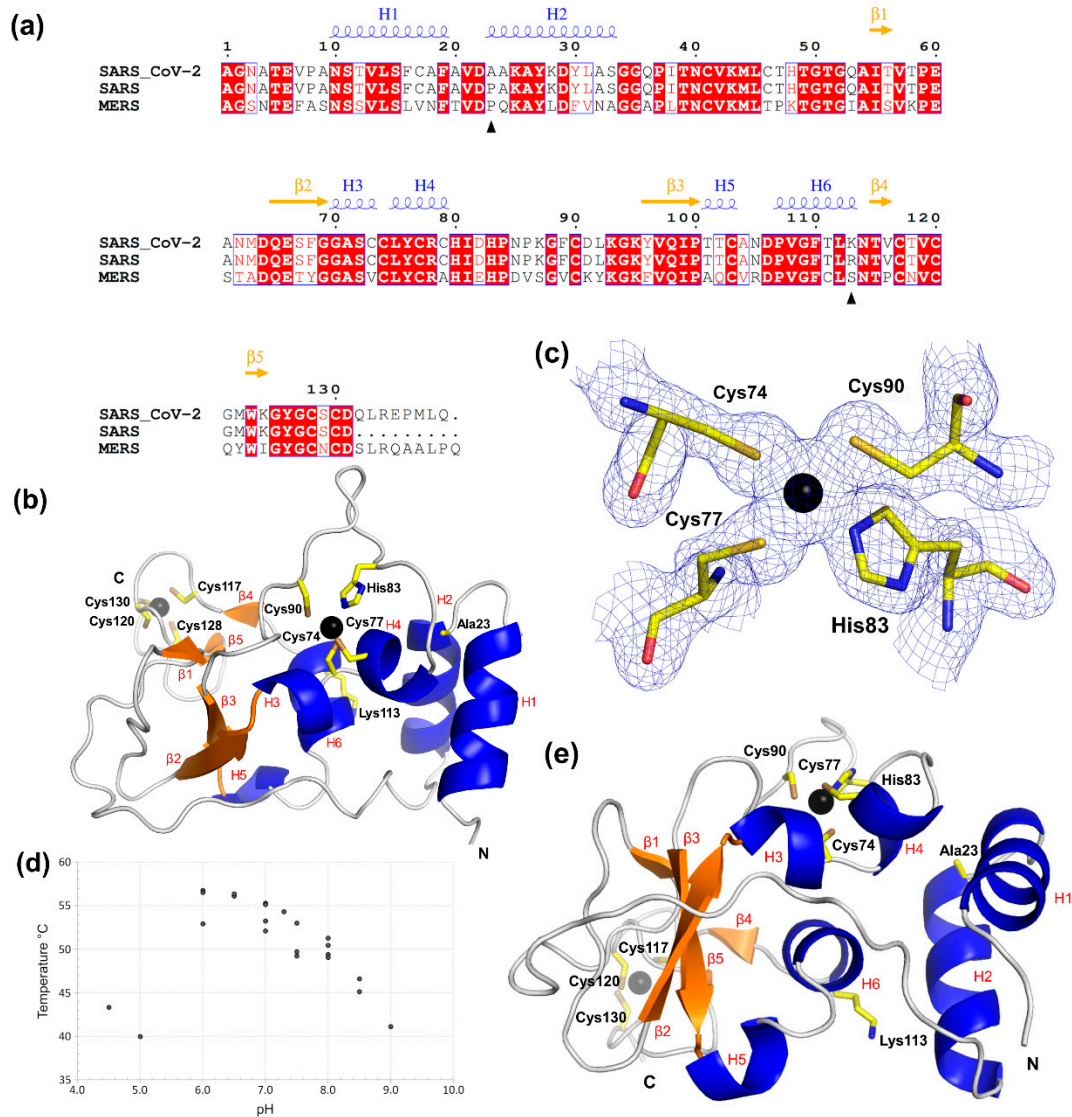 (a)
H1 H2 β1
1 10 20 30 40 50 60
SARS_CoV-2 AGNATEVPANSTVLSFCAFAVDAAKAYKDYLASGGQPITNCVKMLCTHTGTGQAITVTPE
SARS AGNATEVPANSTVLSFCAFAVDPAKAYKDYLASGGQPITNCVKMLCTHTGTGQAITVTPE
MERS AGSNTEFASNSSVLSLVNFTVDPQKAYLDFVNAGGAPLTNCVKMLTPKTGTGIAISVKPE
β2 H3 H4 β3 H5 H6 β4
70 80 90 100 110 120
SARS_CoV-2 ANMDQESFGGASCCLYCRCHIDHPNPKGFCDLKGKYVQIPTTCANDPVGFTLKNTVCTVC
SARS ANMDQESFGGASCCLYCRCHIDHPNPKGFCDLKGKYVQIPTTCANDPVGFTLRNTVCTVC
MERS STADQETYGGASVCLYCRAHIEHPDVSGVCKYKGKFVQIPAQCVRDPVGFCLSNTPCNVC
β5
130
SARS_CoV-2 GMWKGYGCSCDQLREPMLQ.
SARS GMWKGYGCSCD.........
MERS QYWIGYGCNCDSLRQAALPQ
(c)
Cys74 Cys90
Cys77
His83
(b)
C
Cys117
Cys130
Cys120
Cys128
β4
β5
β1
Cys90
His83
Cys74
Cys77
H4
H2
Ala23
H1
β3
H3
Lys113
H6
β2
H5
N
(d)
Temperature °C
60
55
50
45
40
35
4.0 5.0 6.0 7.0 8.0 9.0 10.0
pH
(e)
Cys90
Cys77
His83
β1
β3
H3
Cys74
H4
Ala23
H1
Cys117
β4
Cys120
β5
H6
H2
Cys130
β2
Lys113
H5
C
N